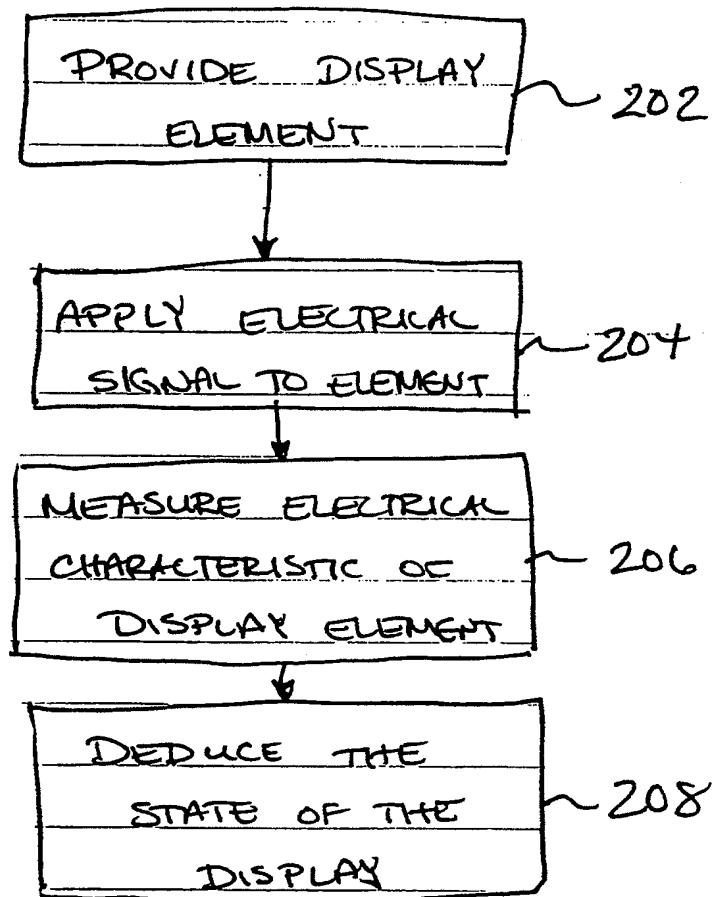 PROVIDE DISPLAY
ELEMENT
202
APPLY ELECTRICAL
SIGNAL TO ELEMENT
204
MEASURE ELECTRICAL
CHARACTERISTIC OF
DISPLAY ELEMENT
206
DEDUCE THE
STATE OF THE
DISPLAY
208